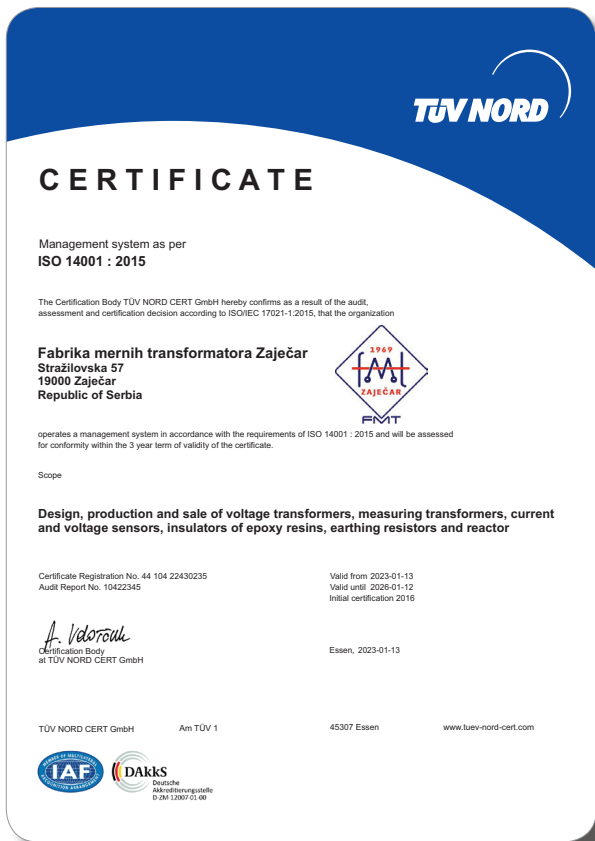 TÜV NORD
CERTIFICATE
Management system as per
ISO 14001 : 2015
The Certification Body TÜV NORD CERT GmbH hereby confirms as a result of the audit,
assessment and certification decision according to ISO/IEC 17021-1:2015, that the organization
Fabrika mernih transformatora Zaječar
Stražilovska 57
19000 Zaječar
Republic of Serbia
1969
ZAJEČAR
FMT
operates a management system in accordance with the requirements of ISO 14001 : 2015 and will be assessed
for conformity within the 3 year term of validity of the certificate.
Scope
Design, production and sale of voltage transformers, measuring transformers, current
and voltage sensors, insulators of epoxy resins, earthing resistors and reactor
Certificate Registration No. 44 104 22430235
Audit Report No. 10422345
Valid from 2023-01-13
Valid until 2026-01-12
Initial certification 2016
Certification Body
at TÜV NORD CERT GmbH
Essen, 2023-01-13
TÜV NORD CERT GmbH Am TÜV 1 45307 Essen www.tuev-nord-cert.com
MEMBER OF MULTILATERAL
IAF
RECOGNITION ARRANGEMENT
DAkkS
Deutsche
Akkreditierungsstelle
D-ZM-12007-01-00